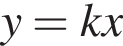 y = kx